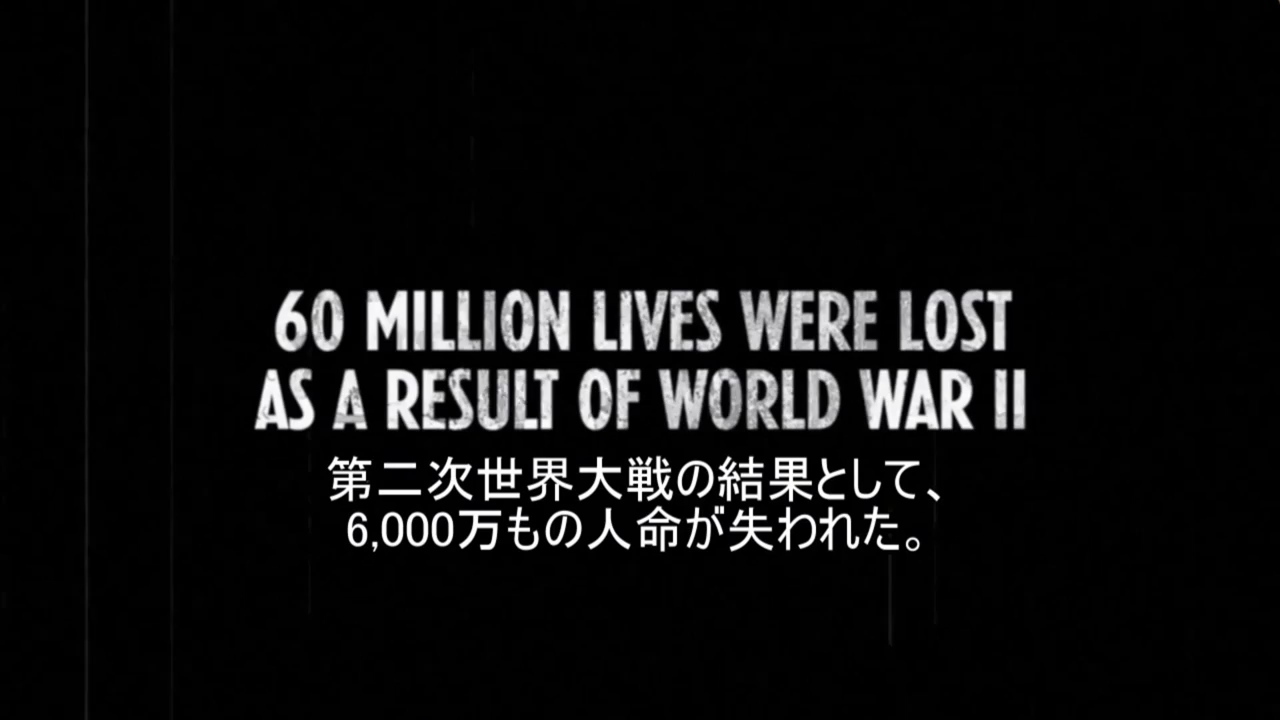 60 MILLION LIVES WERE LOST
AS A RESULT OF WORLD WAR II
第二次世界大戦の結果として、
6,000万もの人命が失われた。